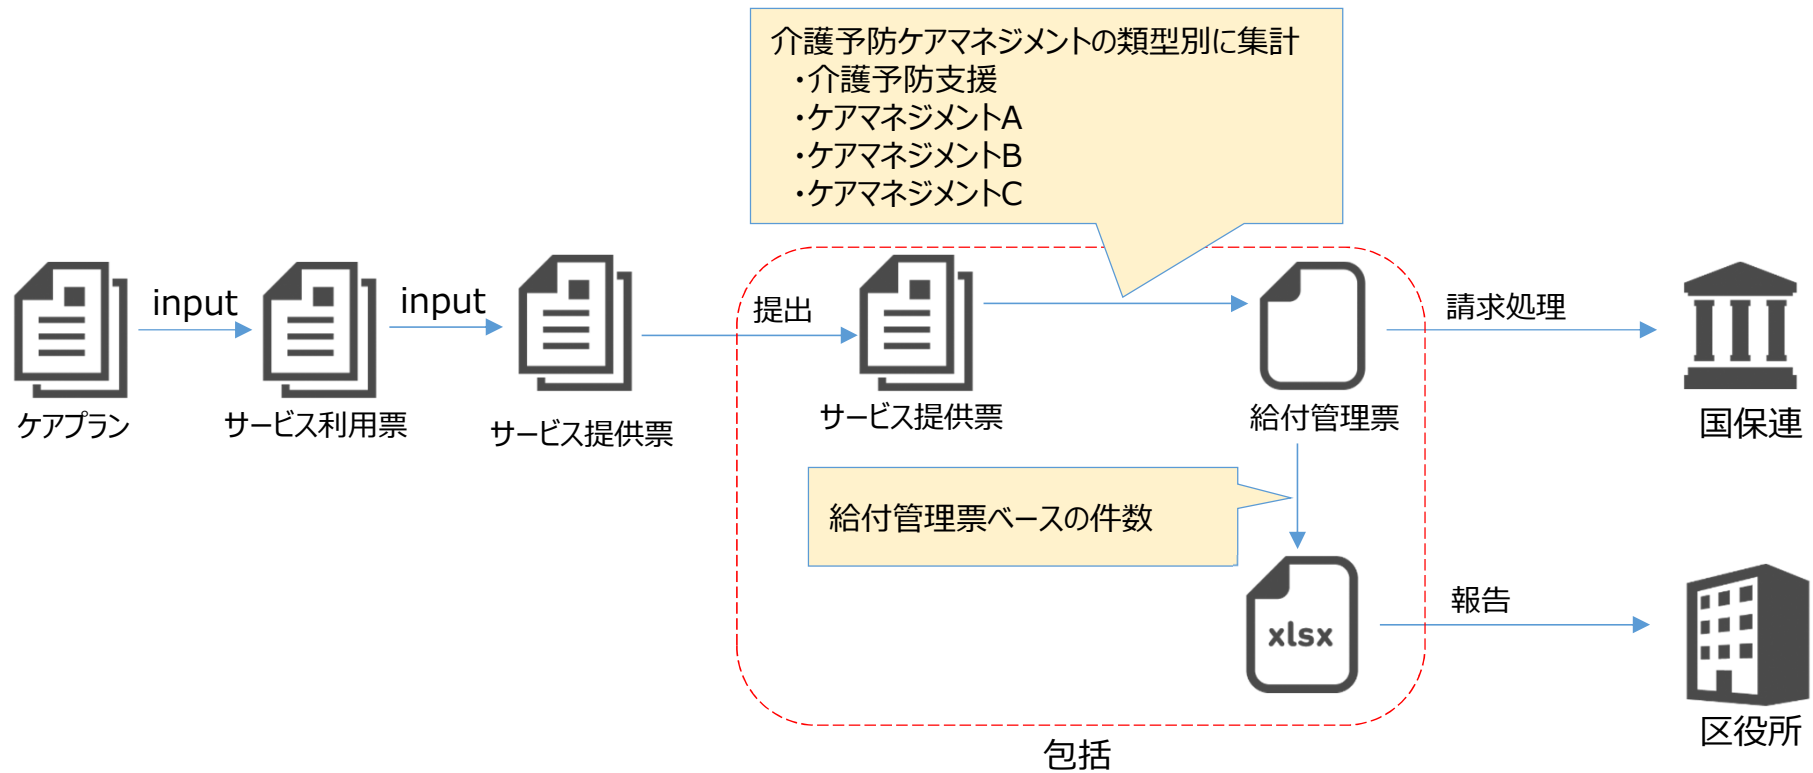 介護予防ケアマネジメントの類型別に集計
・介護予防支援
・ケアマネジメントA
・ケアマネジメントB
・ケアマネジメントC
input
input
提出
請求処理
ケアプラン
サービス利用票
サービス提供票
サービス提供票
給付管理票
国保連
給付管理票ベースの件数
xlsx
報告
区役所
包括